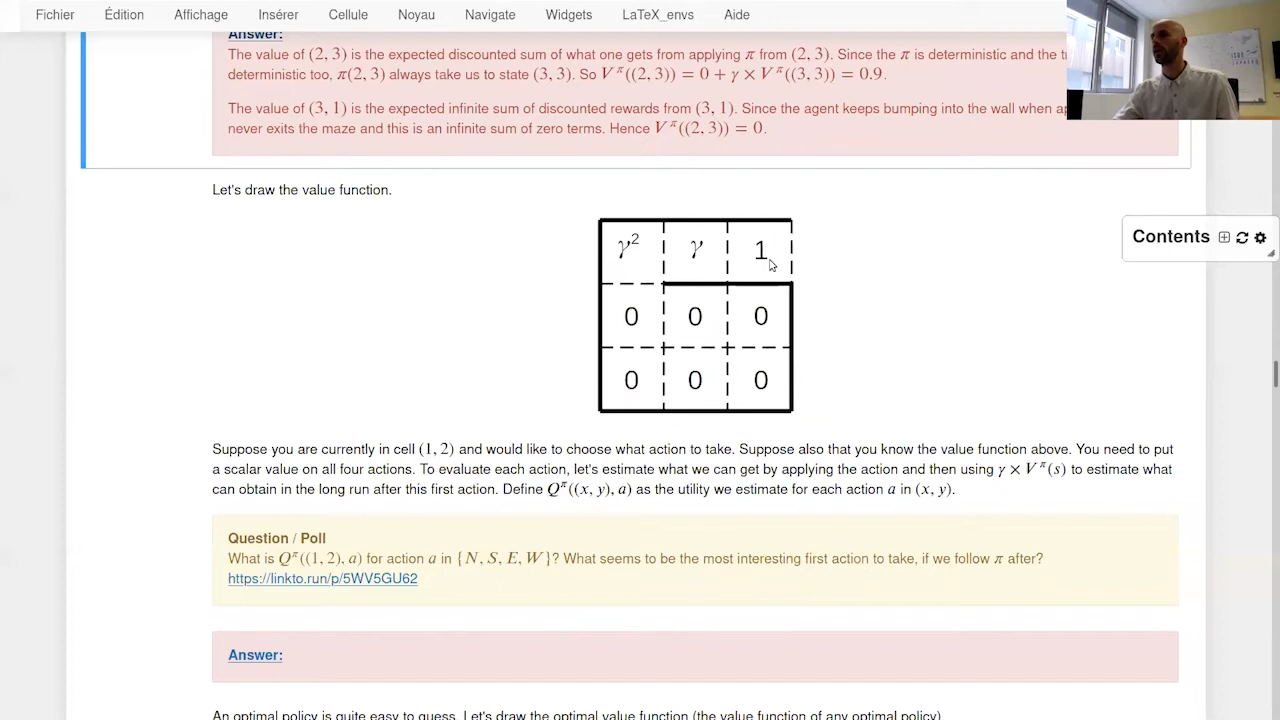 Fichier Édition Affichage Insérer Cellule Noyau Navigate Widgets LaTeX_envs Aide
Answer:
The value of (2, 3) is the expected discounted sum of what one gets from applying π from (2, 3). Since the π is deterministic and the
deterministic too, π(2, 3) always take us to state (3, 3). So V^π((2, 3)) = 0 + γ × V^π((3, 3)) = 0.9.
The value of (3, 1) is the expected infinite sum of discounted rewards from (3, 1). Since the agent keeps bumping into the wall when
never exits the maze and this is an infinite sum of zero terms. Hence V^π((2, 3)) = 0.
Let's draw the value function.
γ² γ 1
Contents
0 0 0
0 0 0
Suppose you are currently in cell (1, 2) and would like to choose what action to take. Suppose also that you know the value function above. You need to put
a scalar value on all four actions. To evaluate each action, let's estimate what we can get by applying the action and then using γ × V^π(s) to estimate what
can obtain in the long run after this first action. Define Q^π((x, y), a) as the utility we estimate for each action a in (x, y).
Question / Poll
What is Q^π((1, 2), a) for action a in {N, S, E, W}? What seems to be the most interesting first action to take, if we follow π after?
https://linkto.run/p/5WV5GU62
Answer:
An optimal policy is quite easy to guess. Let's draw the optimal value function (the value function of any optimal policy)